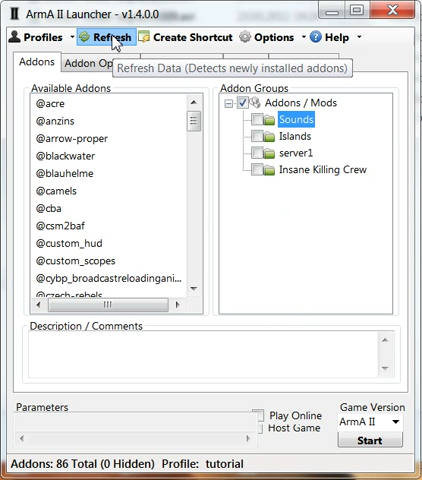 ArmA II Launcher - v1.4.0.0
Profiles Refresh Create Shortcut Options Help
Refresh Data (Detects newly installed addons)
Addons Addon Op
Available Addons
@acre
@anzins
@arrow-proper
@blackwater
@blauhelme
@camels
@cba
@csm2baf
@custom_hud
@custom_scopes
@cybp_broadcastreloadingani...
@czech-rebels
Addon Groups
Addons / Mods
Sounds
Islands
server1
Insane Killing Crew
Description / Comments
Parameters
Play Online
Host Game
Game Version
ArmA II
Start
Addons: 86 Total (0 Hidden) Profile: tutorial